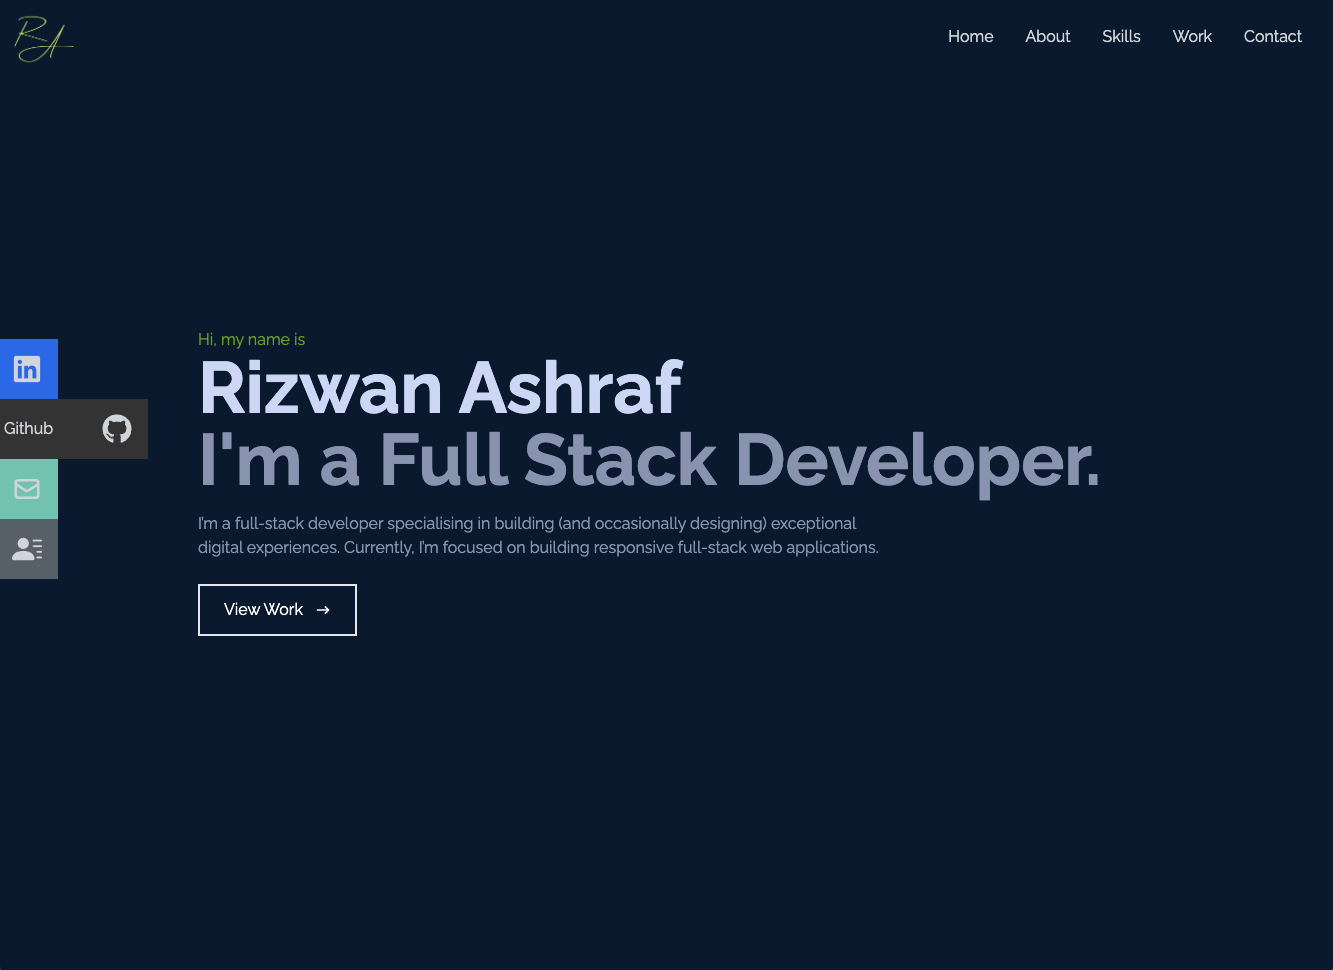 RA
Home
About
Skills
Work
Contact
Hi, my name is
Rizwan Ashraf
I'm a Full Stack Developer.
I'm a full-stack developer specialising in building (and occasionally designing) exceptional
digital experiences. Currently, I'm focused on building responsive full-stack web applications.
View Work →
in
Github